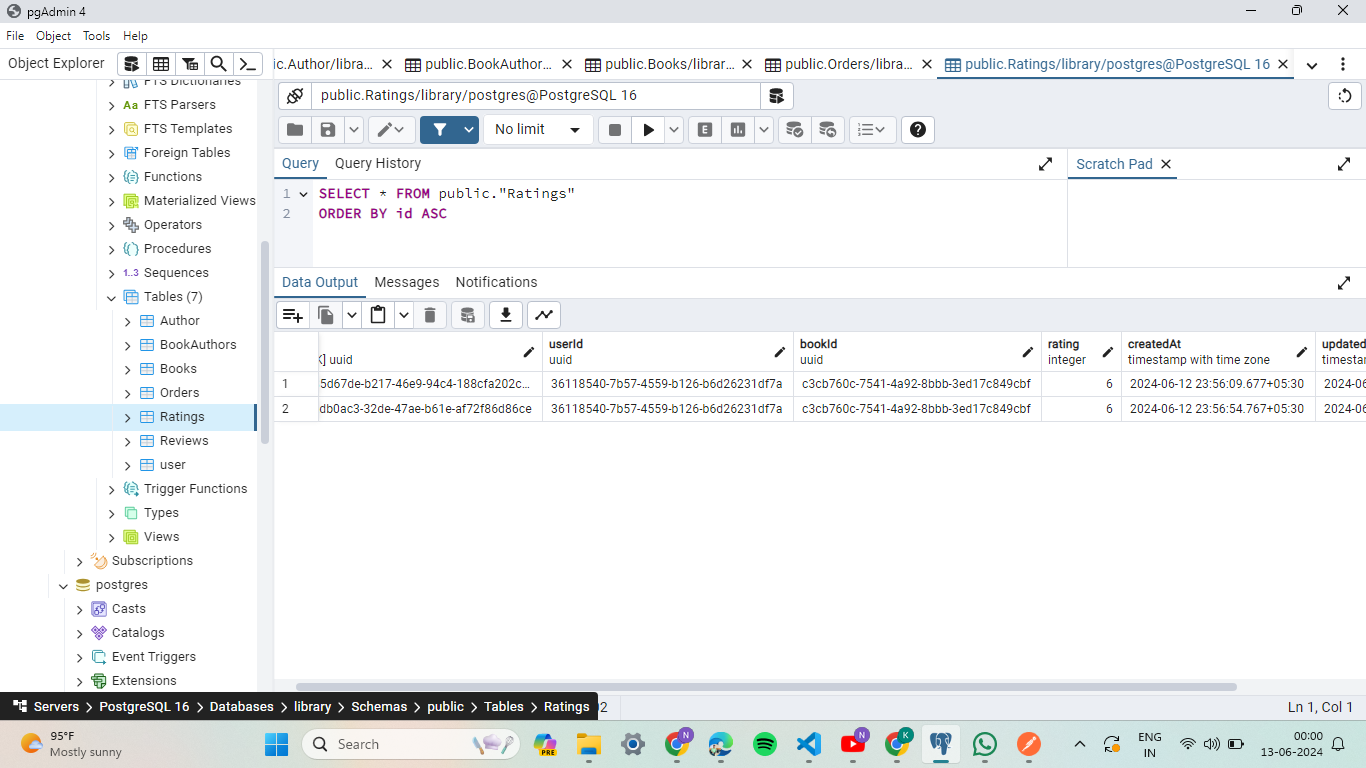 pgAdmin 4
File Object Tools Help
Object Explorer
ic.Author/libra... public.BookAuthor... public.Books/librar... public.Orders/libra... public.Ratings/library/postgres@PostgreSQL 16
public.Ratings/library/postgres@PostgreSQL 16
No limit
E
Query Query History
Scratch Pad
1 SELECT * FROM public."Ratings"
2 ORDER BY id ASC
Data Output Messages Notifications
userId bookId rating createdAt updated
K] uuid uuid uuid integer timestamp with time zone timestam
1 5d67de-b217-46e9-94c4-188cfa202c... 36118540-7b57-4559-b126-b6d26231df7a c3cb760c-7541-4a92-8bbb-3ed17c849cbf 6 2024-06-12 23:56:09.677+05:30 2024-06
2 db0ac3-32de-47ae-b61e-af72f86d86ce 36118540-7b57-4559-b126-b6d26231df7a c3cb760c-7541-4a92-8bbb-3ed17c849cbf 6 2024-06-12 23:56:54.767+05:30 2024-06
FTS Dictionaries
Aa FTS Parsers
FTS Templates
Foreign Tables
Functions
Materialized Views
Operators
Procedures
1..3 Sequences
Tables (7)
Author
BookAuthors
Books
Orders
Ratings
Reviews
user
Trigger Functions
Types
Views
Subscriptions
postgres
Casts
Catalogs
Event Triggers
Extensions
Servers PostgreSQL 16 Databases library Schemas public Tables Ratings
Ln 1, Col 1
95°F
Mostly sunny
Search
PRE
N
N
K
ENG
IN
00:00
13-06-2024